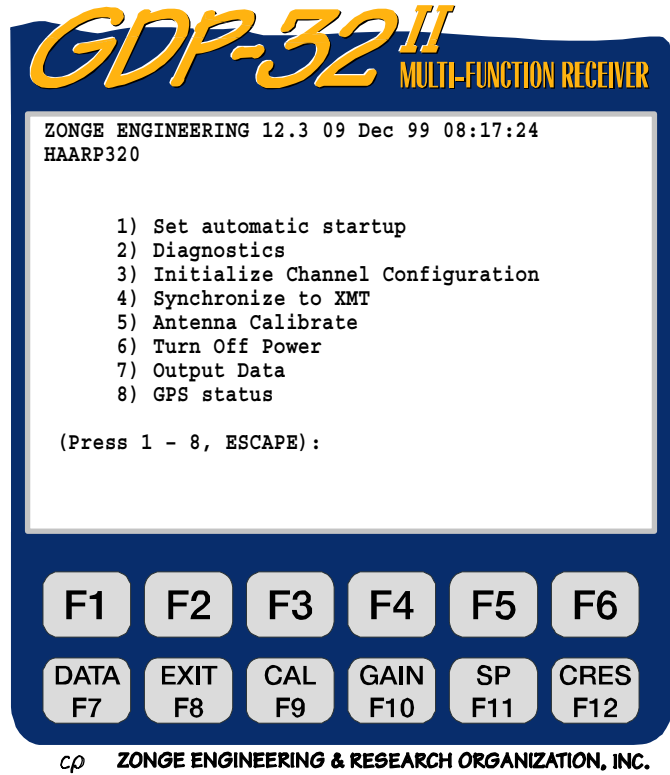 GDP-32 II
MULTI-FUNCTION RECEIVER
ZONGE ENGINEERING 12.3 09 Dec 99 08:17:24
HAARP320
1) Set automatic startup
2) Diagnostics
3) Initialize Channel Configuration
4) Synchronize to XMT
5) Antenna Calibrate
6) Turn Off Power
7) Output Data
8) GPS status
(Press 1 - 8, ESCAPE):
F1 F2 F3 F4 F5 F6
DATA EXIT CAL GAIN SP CRES
F7 F8 F9 F10 F11 F12
cp ZONGE ENGINEERING & RESEARCH ORGANIZATION, INC.